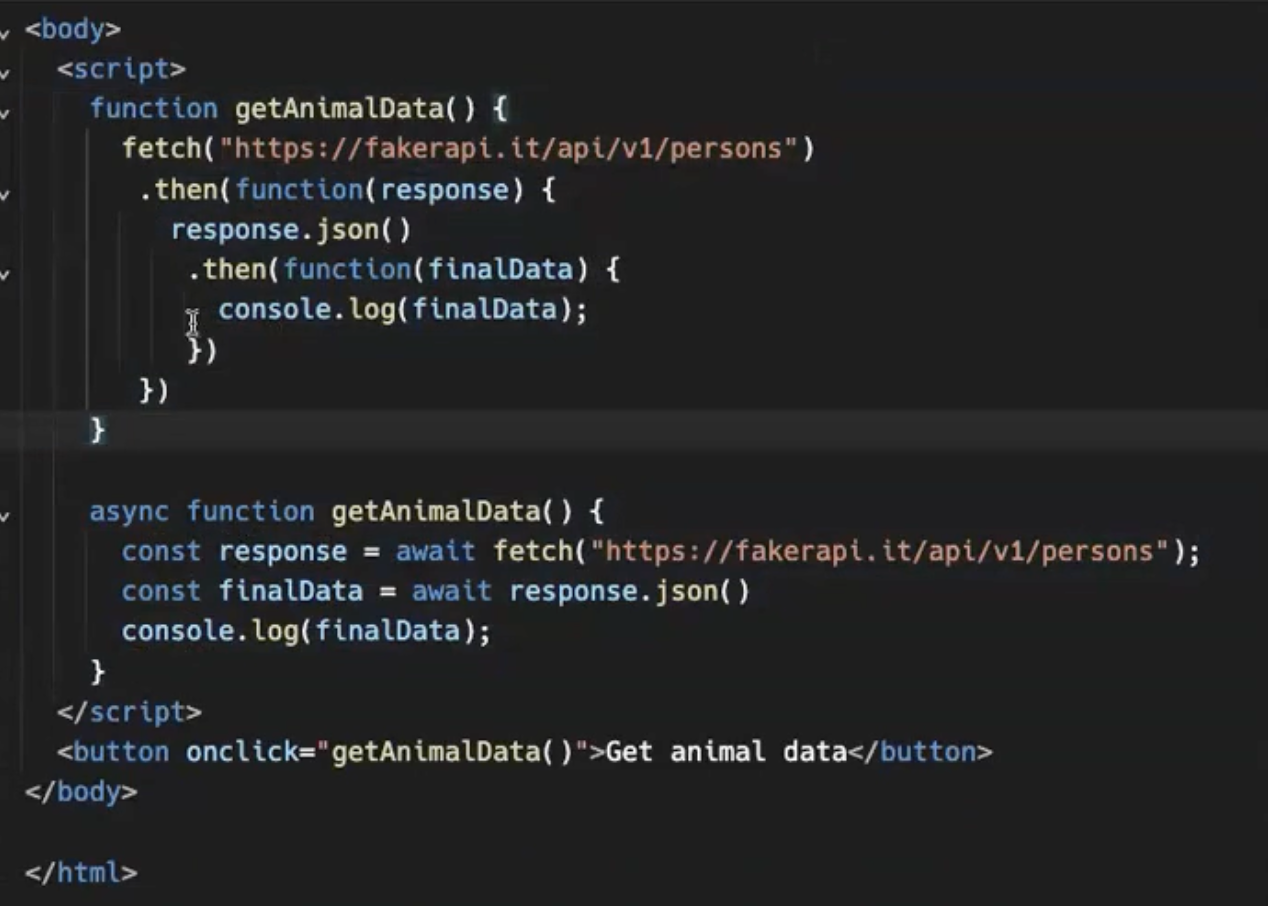 <body>
<script>
function getAnimalData() {
fetch("https://fakerapi.it/api/v1/persons")
.then(function(response) {
response.json()
.then(function(finalData) {
console.log(finalData);
})
})
}
async function getAnimalData() {
const response = await fetch("https://fakerapi.it/api/v1/persons");
const finalData = await response.json()
console.log(finalData);
}
</script>
<button onclick="getAnimalData()">Get animal data</button>
</body>
</html>